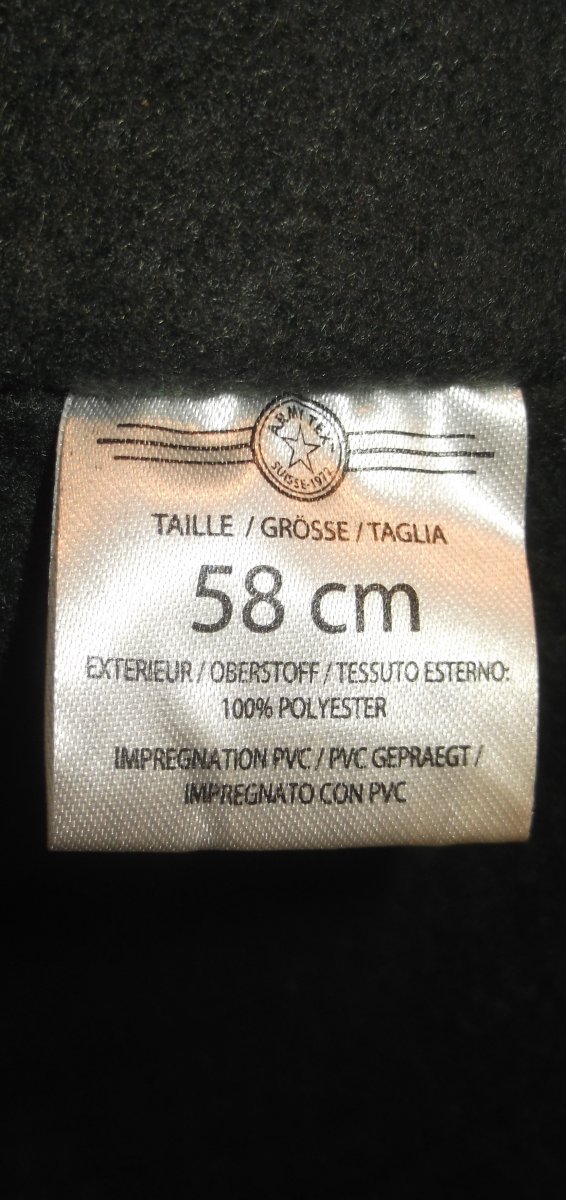 ARMY TEX
SUISSE-1972
TAILLE / GRÖSSE / TAGLIA
58 cm
EXTERIEUR / OBERSTOFF / TESSUTO ESTERNO:
100% POLYESTER
IMPREGNATION PVC / PVC GEPRAEGT /
IMPREGNATO CON PVC